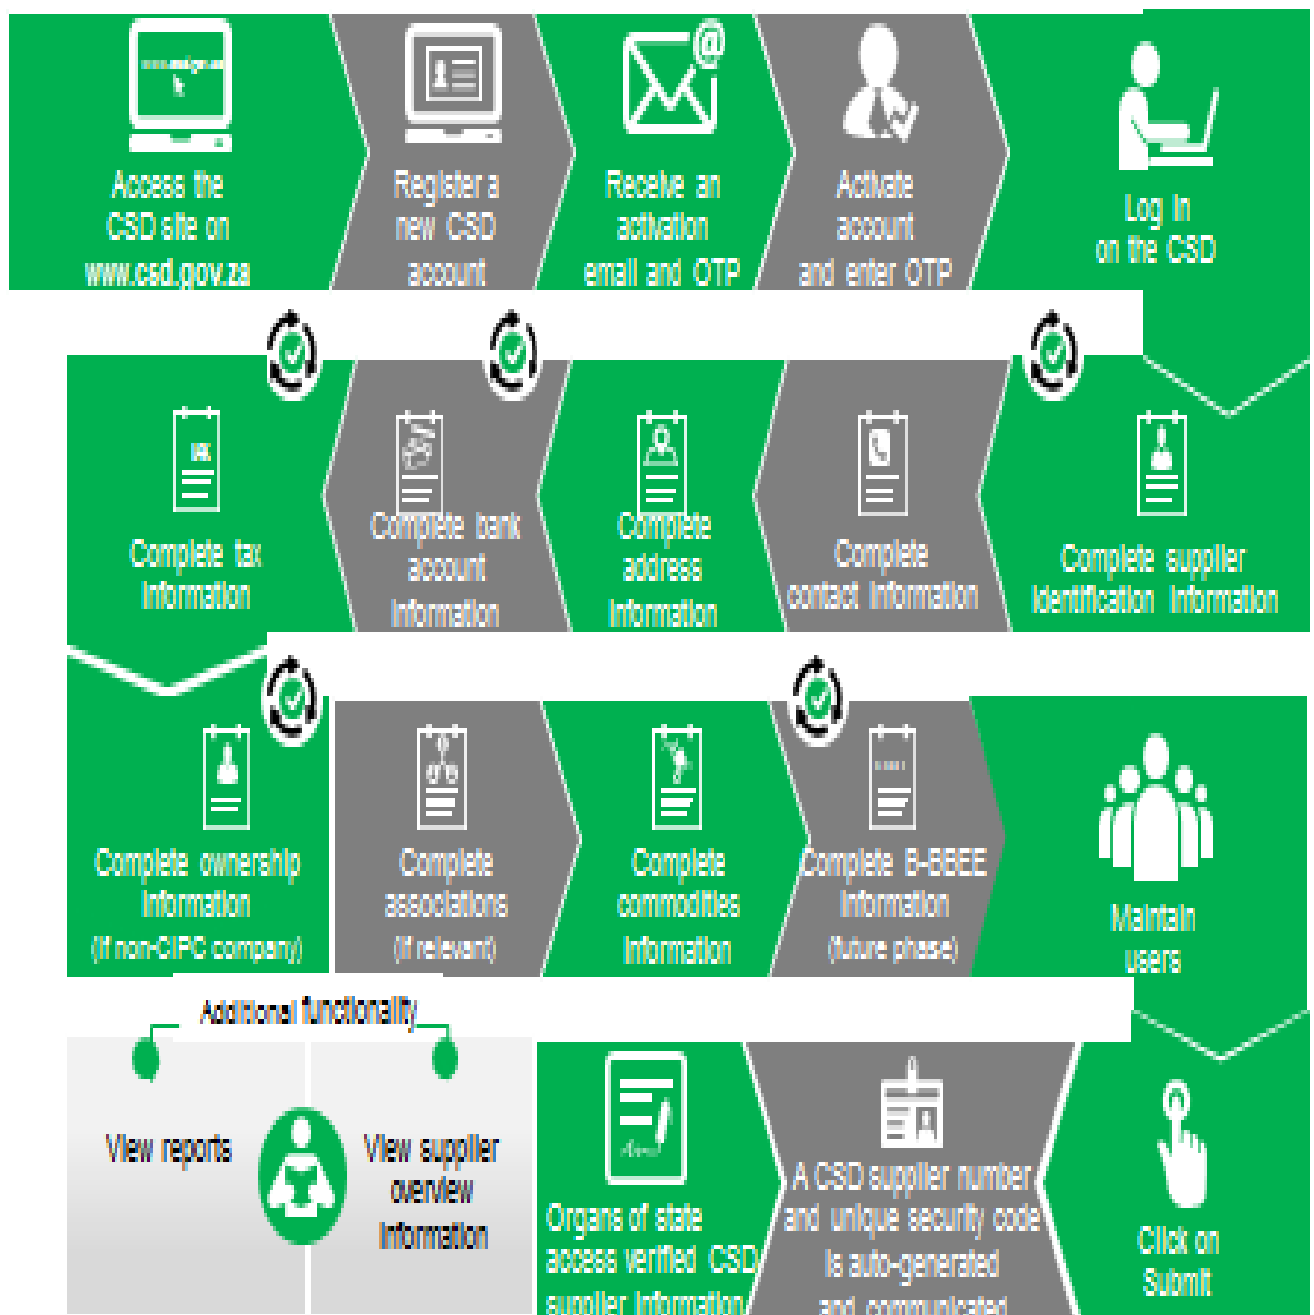 Access the
CSD site on
www.csd.gov.za
Register a
new CSD
account
Receive an
activation
email and OTP
Activate
account
and enter OTP
Log in
on the CSD
Complete tax
Information
Complete bank
account
Information
Complete
address
Information
Complete
contact Information
Complete supplier
Identification Information
Complete ownership
Information
(If non-CIPC company)
Complete
associations
(if relevant)
Complete
commodities
Information
Complete B-BBEE
Information
(future phase)
Maintain
users
Additional functionality
View reports
View supplier
overview
Information
Organs of state
access verified CSD
supplier Information
A CSD supplier number
and unique security code
is auto-generated
and communicated
Click on
Submit